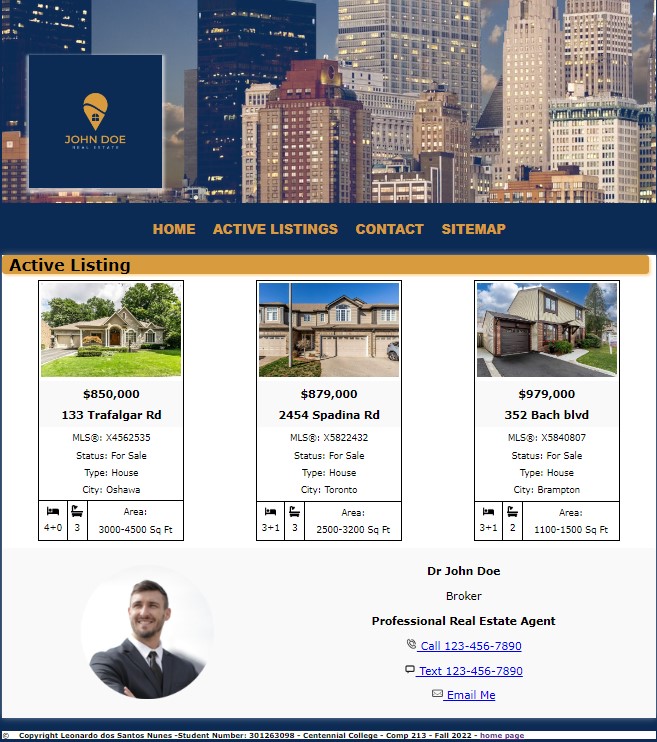 JOHN DOE
REAL ESTATE
HOME ACTIVE LISTINGS CONTACT SITEMAP
Active Listing
$850,000
133 Trafalgar Rd
MLS®: X4562535
Status: For Sale
Type: House
City: Oshawa
4+0
3
Area:
3000-4500 Sq Ft
$879,000
2454 Spadina Rd
MLS®: X5822432
Status: For Sale
Type: House
City: Toronto
3+1
3
Area:
2500-3200 Sq Ft
$979,000
352 Bach blvd
MLS®: X5840807
Status: For Sale
Type: House
City: Brampton
3+1
2
Area:
1100-1500 Sq Ft
Dr John Doe
Broker
Professional Real Estate Agent
Call 123-456-7890
Text 123-456-7890
Email Me
© Copyright Leonardo dos Santos Nunes -Student Number: 301263098 - Centennial College - Comp 213 - Fall 2022 - home page